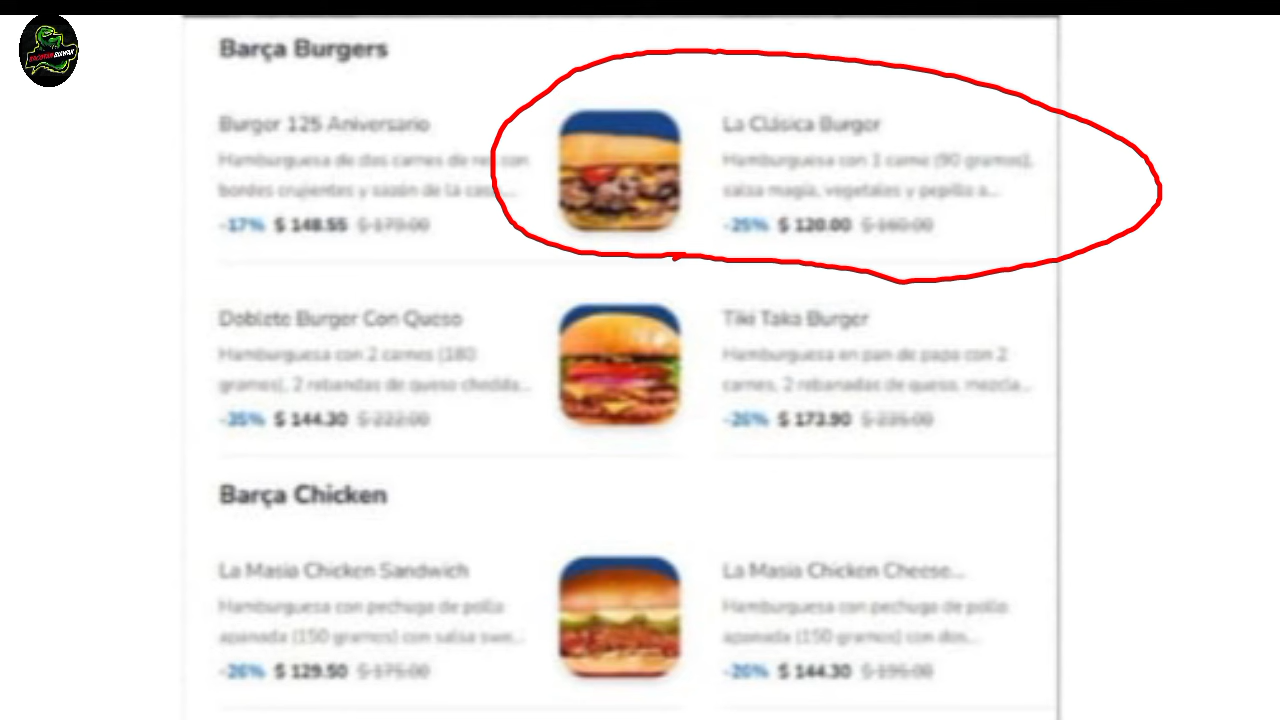 Barça Burgers
Burger 125 Aniversario
Hamburguesa de dos carnes de res con
bordes crujientes y sazón de la casa...
-17% $ 148.55 $ 179.00
La Clásica Burger
Hamburguesa con 1 carne (90 gramos),
salsa magia, vegetales y pepillo a...
-25% $ 120.00 $ 160.00
Doblete Burger Con Queso
Hamburguesa con 2 carnes (180
gramos), 2 rebandas de queso chedda...
-35% $ 144.30 $ 222.00
Tiki Taka Burger
Hamburguesa en pan de papa con 2
carnes, 2 rebanadas de queso, mezcla...
-26% $ 173.90 $ 235.00
Barça Chicken
La Masia Chicken Sandwich
Hamburguesa con pechuga de pollo
apanada (150 gramos) con salsa swe...
-26% $ 129.50 $ 175.00
La Masia Chicken Cheese...
Hamburguesa con pechuga de pollo
apanada (150 gramos) con dos...
-26% $ 144.30 $ 195.00